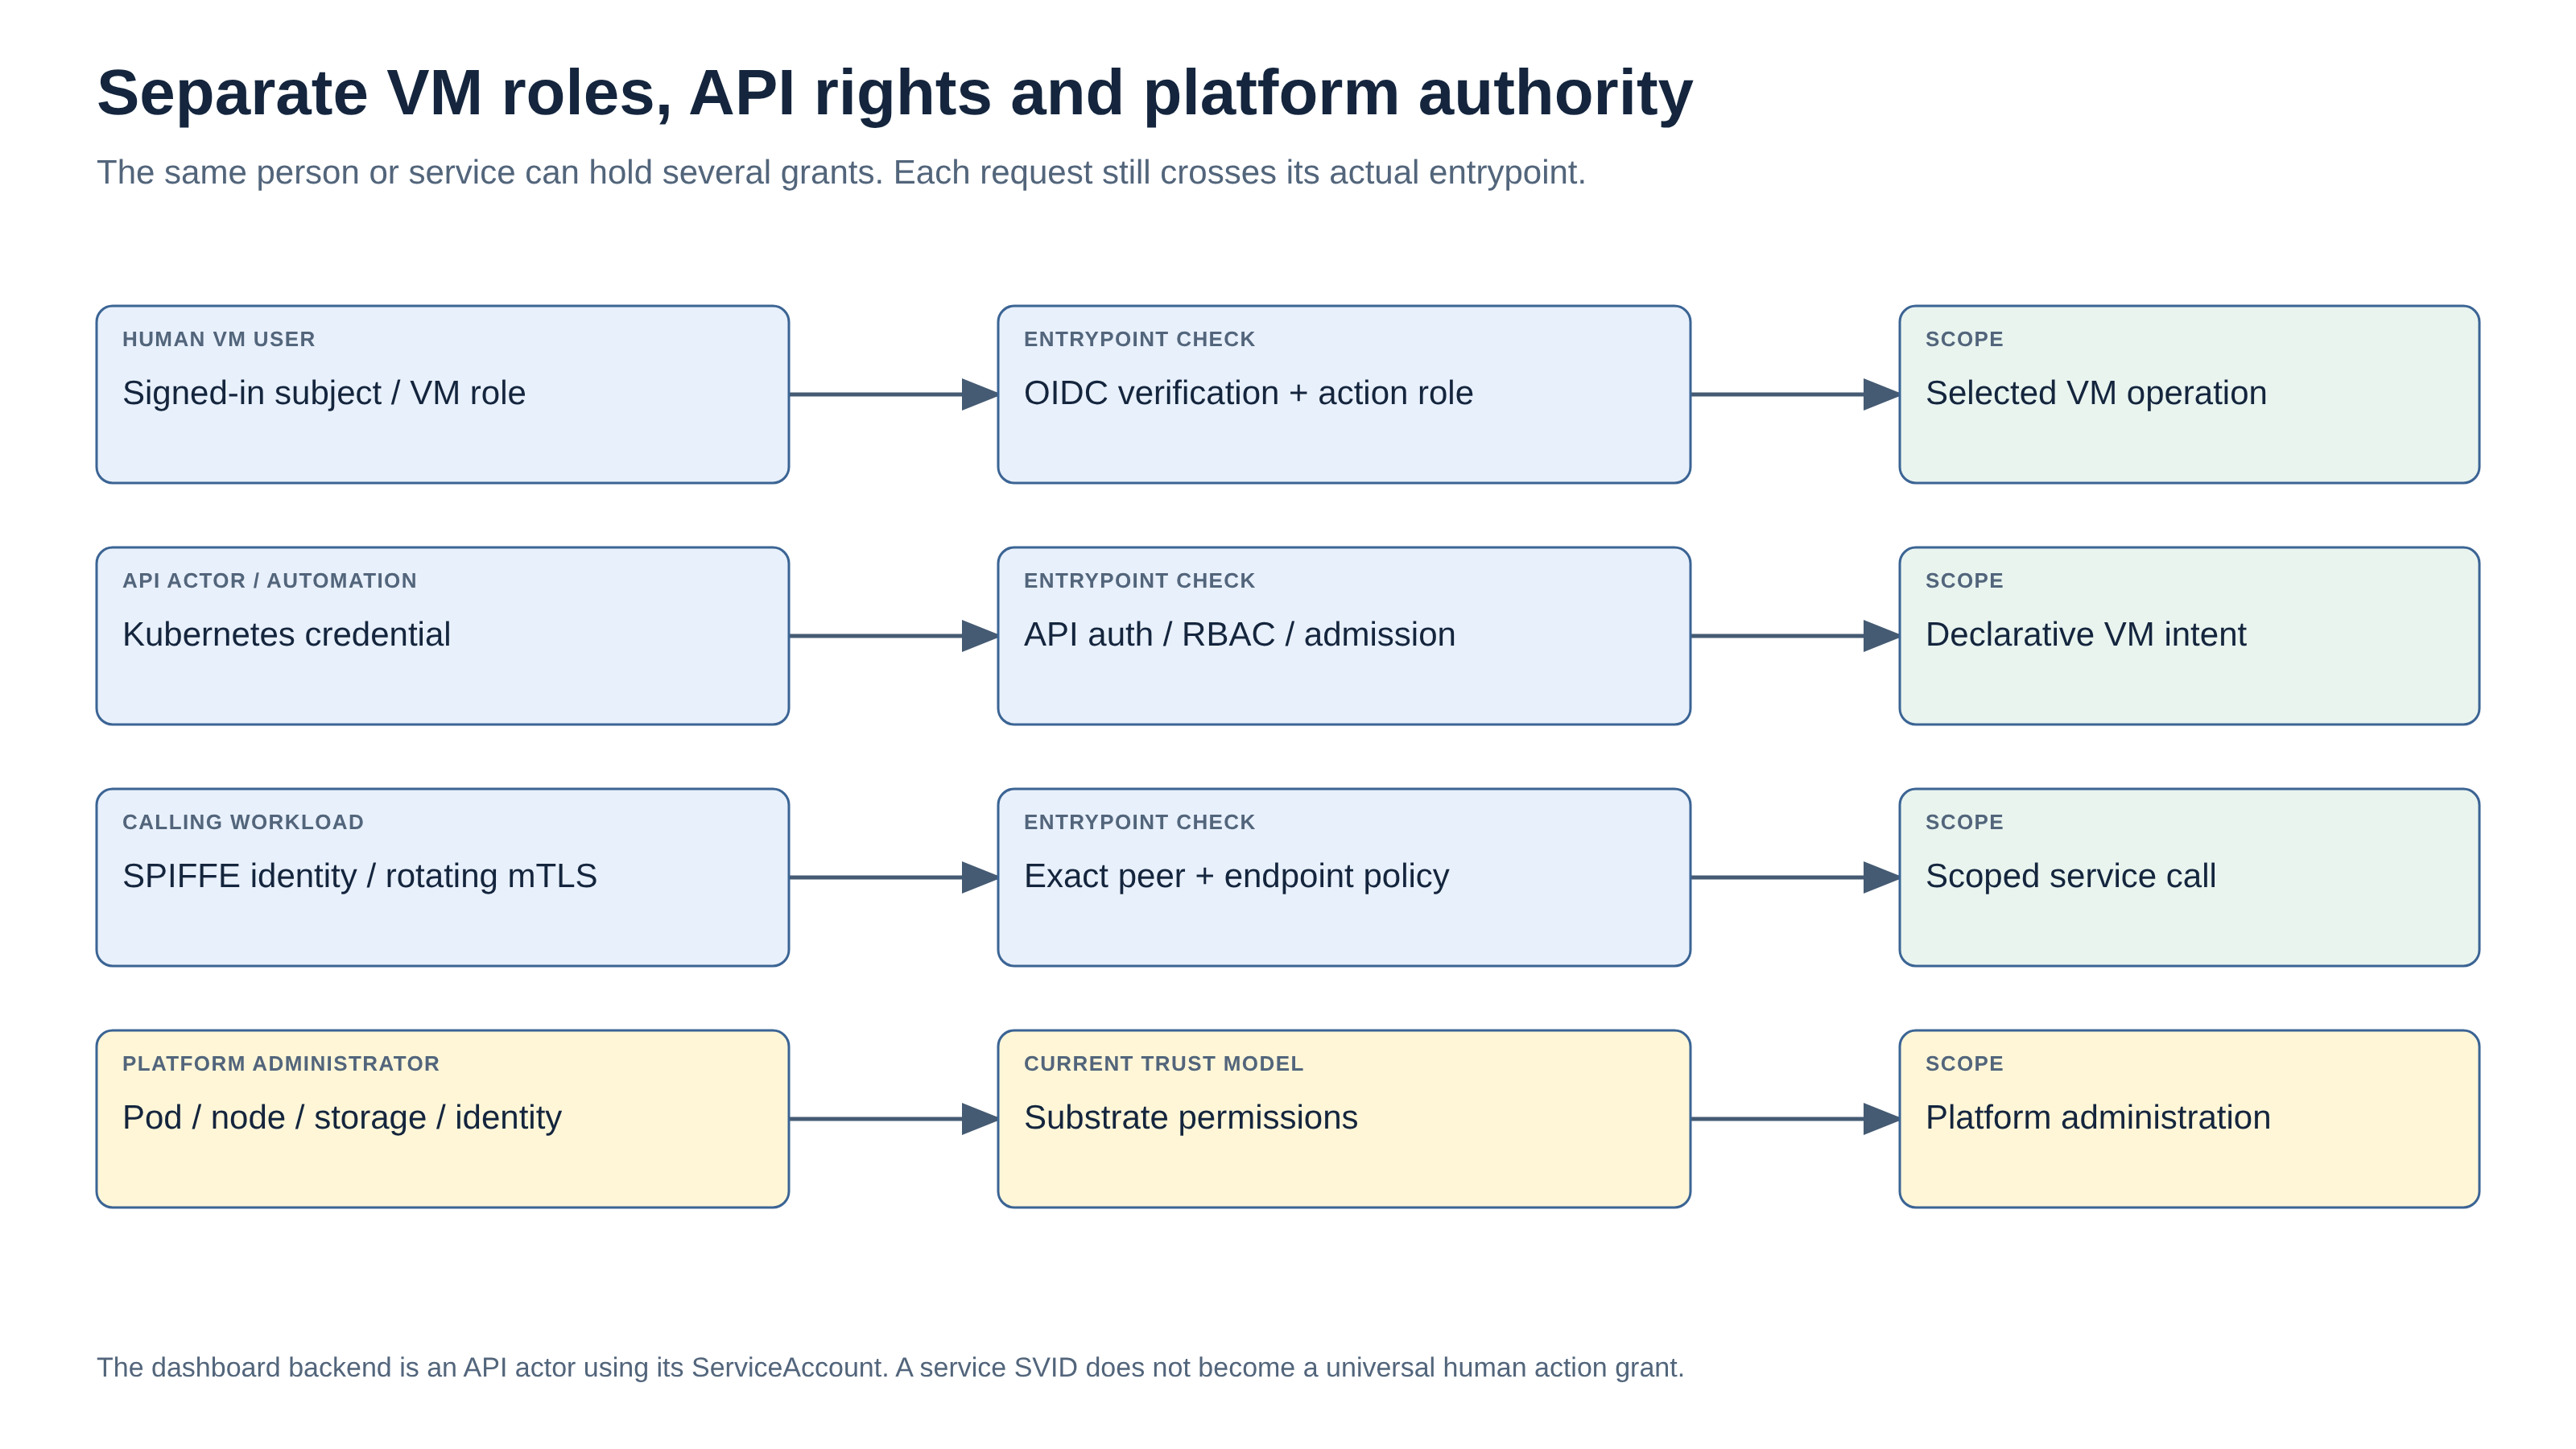 Separate VM roles, API rights and platform authority
The same person or service can hold several grants. Each request still crosses its actual entrypoint.
HUMAN VM USER
Signed-in subject / VM role
ENTRYPOINT CHECK
OIDC verification + action role
SCOPE
Selected VM operation
API ACTOR / AUTOMATION
Kubernetes credential
ENTRYPOINT CHECK
API auth / RBAC / admission
SCOPE
Declarative VM intent
CALLING WORKLOAD
SPIFFE identity / rotating mTLS
ENTRYPOINT CHECK
Exact peer + endpoint policy
SCOPE
Scoped service call
PLATFORM ADMINISTRATOR
Pod / node / storage / identity
CURRENT TRUST MODEL
Substrate permissions
SCOPE
Platform administration
The dashboard backend is an API actor using its ServiceAccount. A service SVID does not become a universal human action grant.